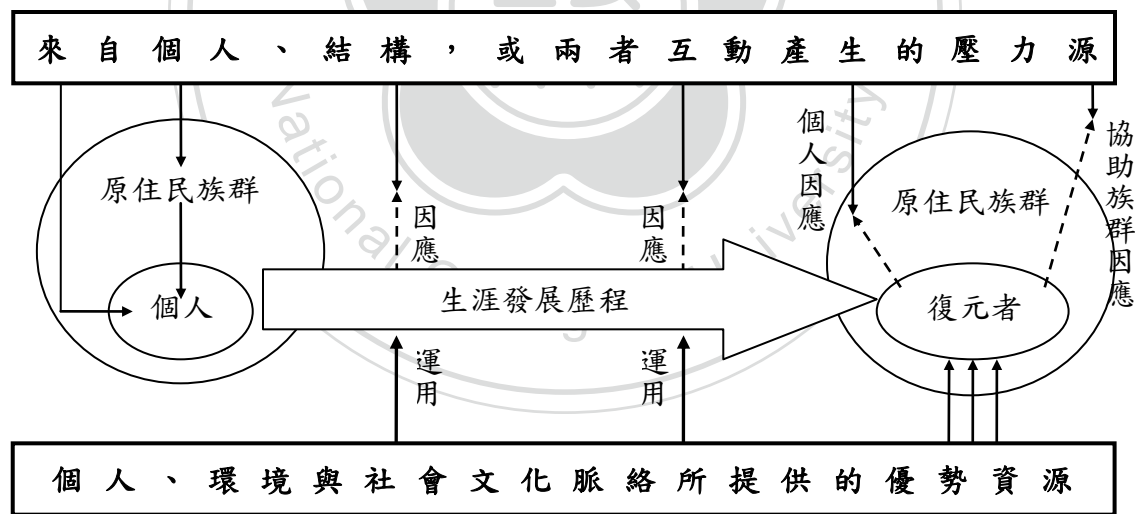 來自個人、結構，或兩者互動產生的壓力源
個人因應
協助族群因應
原住民族群
原住民族群
因應
因應
個人
生涯發展歷程
復元者
運用
運用
個人、環境與社會文化脈絡所提供的優勢資源
National
University